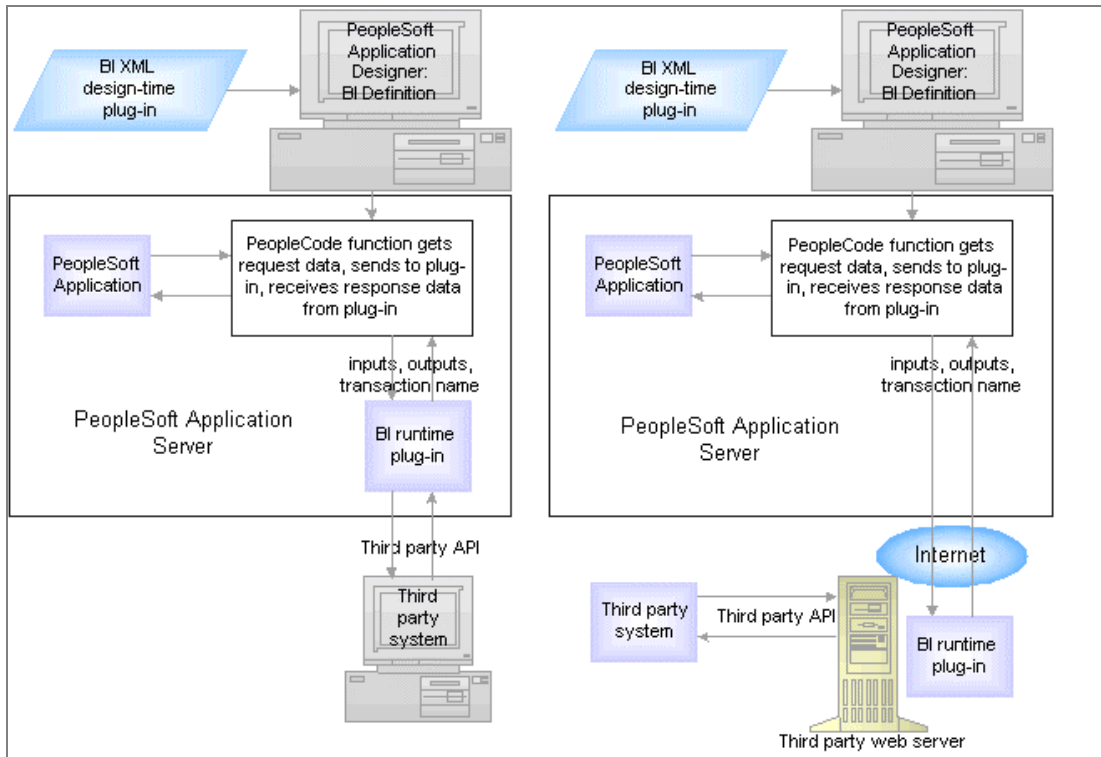 BI XML
design-time
plug-in
PeopleSoft
Application
Designer:
BI Definition
PeopleSoft
Application
PeopleCode function gets
request data, sends to plug-
in, receives response data
from plug-in
inputs, outputs,
transaction name
PeopleSoft Application
Server
BI runtime
plug-in
Third party API
Third
party
system
BI XML
design-time
plug-in
PeopleSoft
Application
Designer:
BI Definition
PeopleSoft
Application
PeopleCode function gets
request data, sends to plug-
in, receives response data
from plug-in
inputs, outputs,
transaction name
PeopleSoft Application
Server
Internet
Third party
system
Third party API
BI runtime
plug-in
Third party web server